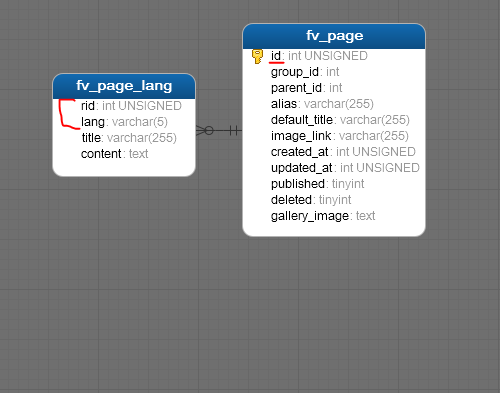 fv_page
id: int UNSIGNED
group_id: int
parent_id: int
alias: varchar(255)
default_title: varchar(255)
image_link: varchar(255)
created_at: int UNSIGNED
updated_at: int UNSIGNED
published: tinyint
deleted: tinyint
gallery_image: text
fv_page_lang
rid: int UNSIGNED
lang: varchar(5)
title: varchar(255)
content: text